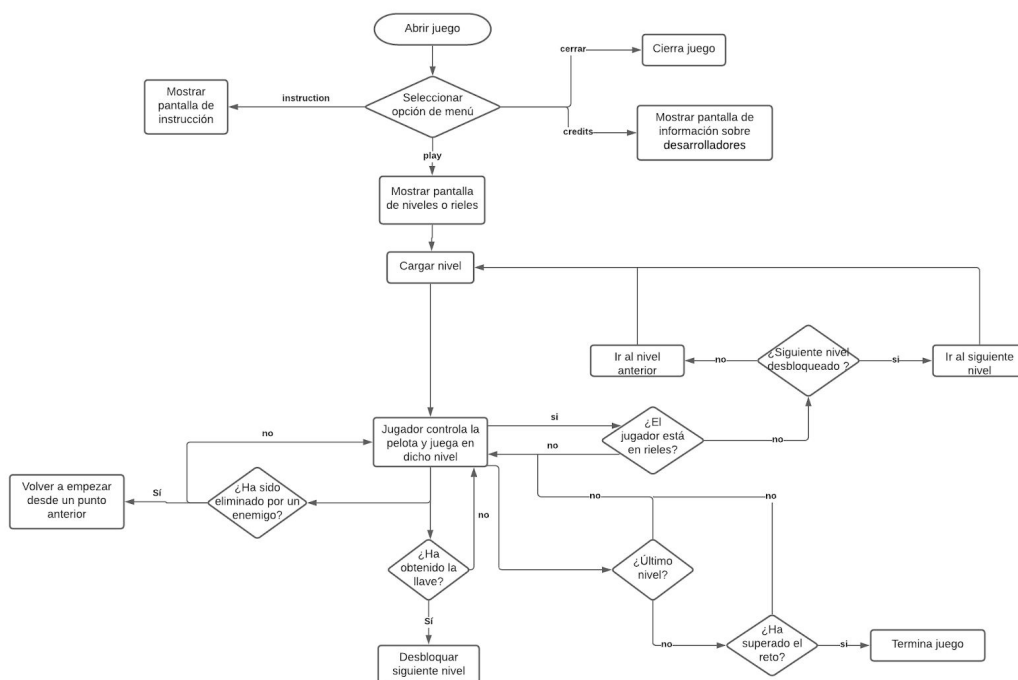 Abrir juego
cerrar
Cierra juego
Mostrar
pantalla de
instrucción
instruction
Seleccionar
opción de menú
credits
Mostrar pantalla de
información sobre
desarrolladores
play
Mostrar pantalla
de niveles o rieles
Cargar nivel
Ir al nivel
anterior
no
¿Siguiente nivel
desbloqueado ?
si
Ir al siguiente
nivel
Jugador controla la
pelota y juega en
dicho nivel
si
no
¿El
jugador está
en rieles?
no
no
Volver a empezar
desde un punto
anterior
Sí
¿Ha sido
eliminado por un
enemigo?
no
no
no
¿Ha
obtenido la
llave?
¿Último
nivel?
Sí
no
¿Ha
superado el
reto?
si
Termina juego
Desbloquar
siguiente nivel